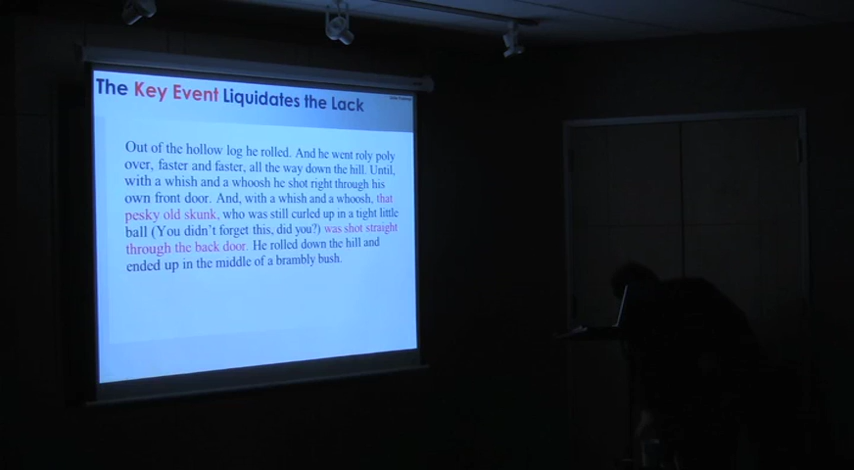 The Key Event Liquidates the Lack
Out of the hollow log he rolled. And he went roly poly
over, faster and faster, all the way down the hill. Until,
with a whish and a whoosh he shot right through his
own front door. And, with a whish and a whoosh, that
pesky old skunk, who was still curled up in a tight little
ball (You didn't forget this, did you?) was shot straight
through the back door. He rolled down the hill and
ended up in the middle of a brambly bush.